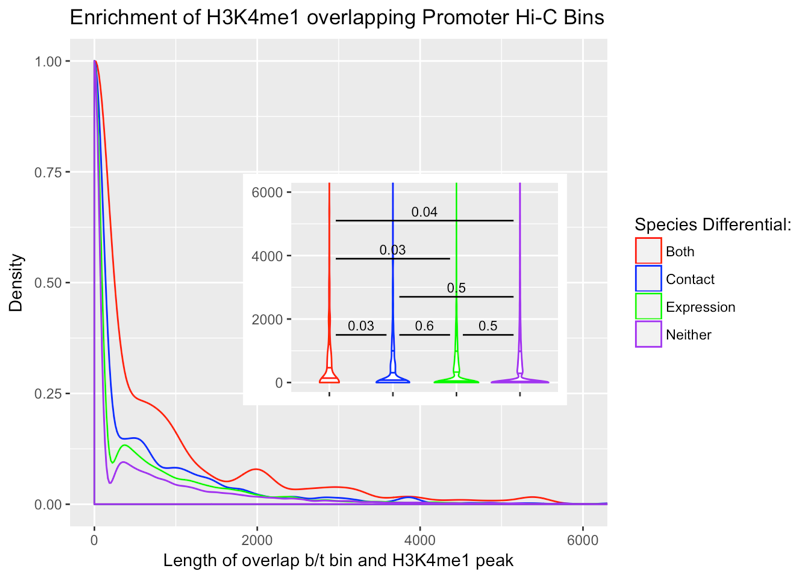 Enrichment of H3K4me1 overlapping Promoter Hi-C Bins
1.00
0.75
0.50
0.25
0.00
Density
0
2000
4000
6000
Length of overlap b/t bin and H3K4me1 peak
6000
4000
2000
0
0.04
0.03
0.5
0.03
0.6
0.5
Species Differential:
Both
Contact
Expression
Neither